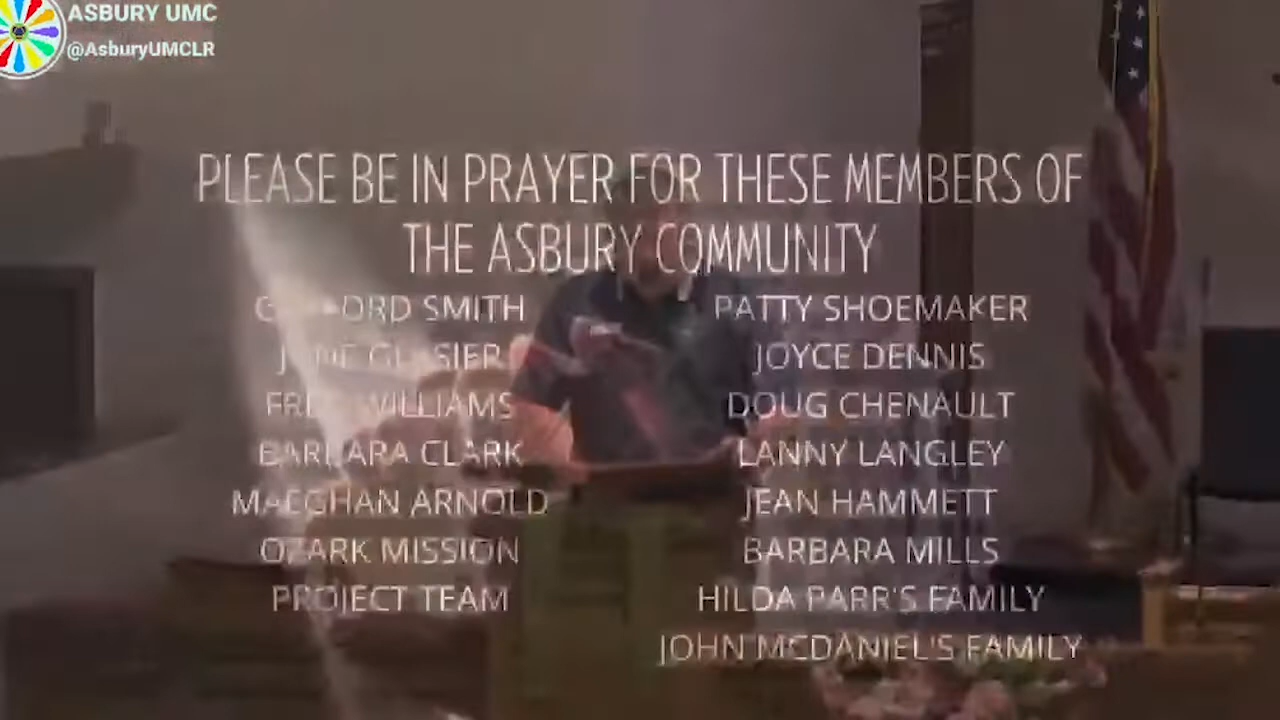 ASBURY UMC
@AsburyUMCLR
PLEASE BE IN PRAYER FOR THESE MEMBERS OF
THE ASBURY COMMUNITY
SMITH
PATTY SHOEMAKER
JOYCE DENNIS
WILLIAMS
DOUG CHENAULT
BARBARA CLARK
LANNY LANGLEY
MAEGHAN ARNOLD
JEAN HAMMETT
OZARK MISSION
BARBARA MILLS
PROJECT TEAM
HILDA PARR'S FAMILY
JOHN MCDANIEL'S FAMILY